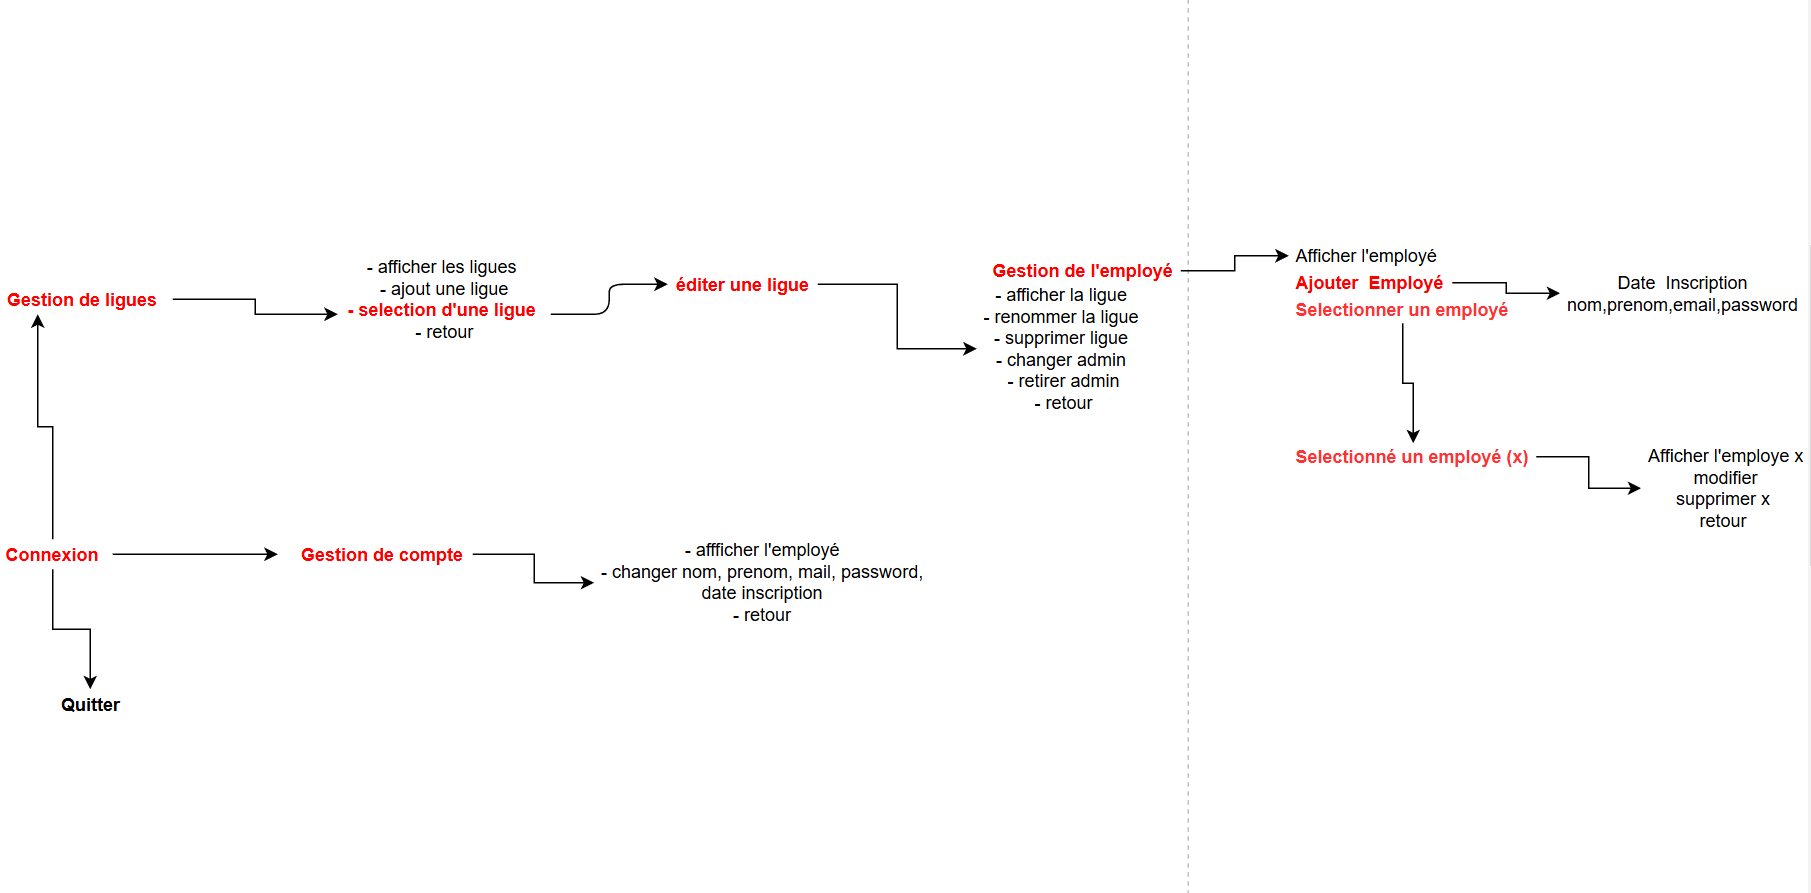 Gestion de ligues
- afficher les ligues
- ajout une ligue
- selection d'une ligue
- retour
éditer une ligue
Gestion de l'employé
- afficher la ligue
- renommer la ligue
- supprimer ligue
- changer admin
- retirer admin
- retour
Afficher l'employé
Ajouter Employé
Selectionner un employé
Date Inscription
nom,prenom,email,password
Selectionné un employé (x)
Afficher l'employe x
modifier
supprimer x
retour
Connexion
Gestion de compte
- affficher l'employé
- changer nom, prenom, mail, password,
date inscription
- retour
Quitter